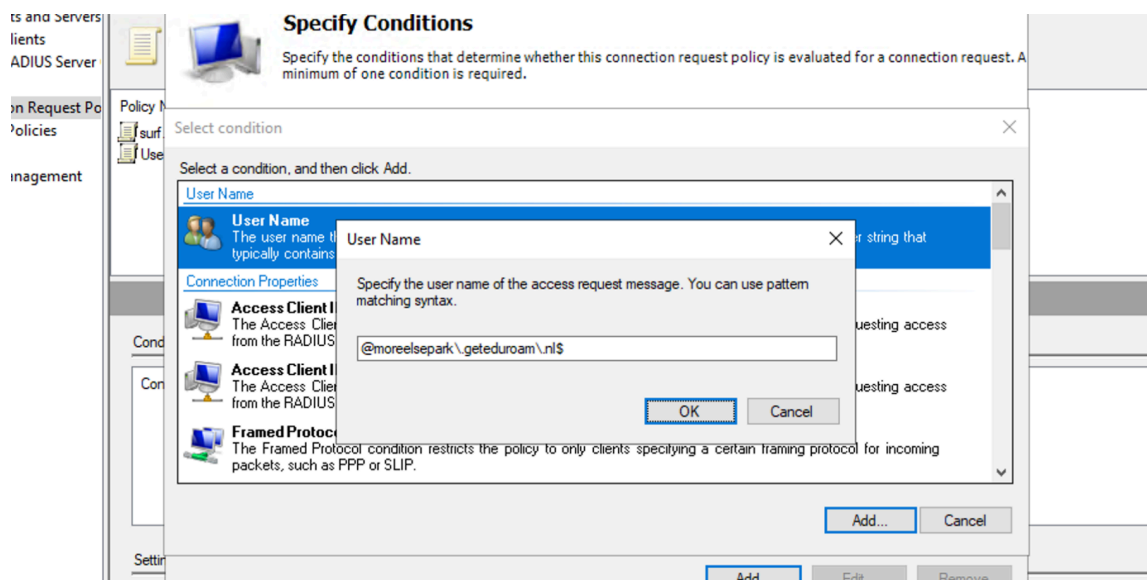 Specify Conditions
Specify the conditions that determine whether this connection request policy is evaluated for a connection request. A
minimum of one condition is required.
ts and Servers
lients
ADIUS Server
on Request Po
Policies
nagement
Policy N
surf
Use
Select condition
Select a condition, and then click Add.
User Name
User Name
The user name t
r string that
typically contains
User Name
Specify the user name of the access request message. You can use pattern
matching syntax.
@moreelsepark\.geteduroam\.nl$
OK
Cancel
Connection Properties
Access Client I
The Access Clie
uesting access
from the RADIUS
Access Client I
The Access Clie
uesting access
from the RADIUS
Framed Protoc
The Framed Protocol condition restricts the policy to only clients specifying a certain framing protocol for incoming
packets, such as PPP or SLIP.
Add...
Cancel
Cond
Con
Settin
Add
Edit
Remove